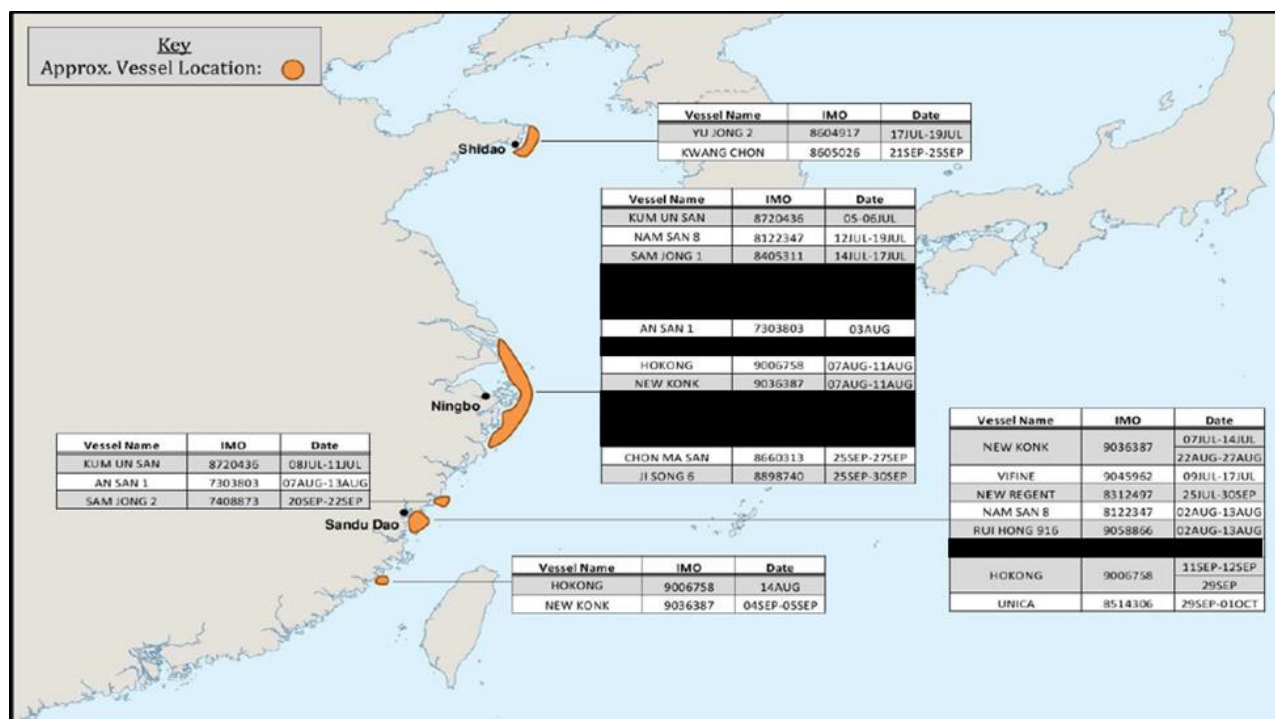 Key
Approx. Vessel Location:
Vessel Name IMO Date
YU JONG 2 8604917 17JUL-19JUL
KWANG CHON 8605026 21SEP-25SEP
Shidao
Vessel Name IMO Date
KUM UN SAN 8720436 05-06JUL
NAM SAN 8 8122347 12JUL-19JUL
SAM JONG 1 8405311 14JUL-17JUL
AN SAN 1 7303803 03AUG
HOKONG 9006758 07AUG-11AUG
NEW KONK 9036387 07AUG-11AUG
CHON MA SAN 8660313 25SEP-27SEP
JI SONG 6 8898740 25SEP-30SEP
Ningbo
Vessel Name IMO Date
KUM UN SAN 8720436 08JUL-11JUL
AN SAN 1 7303803 07AUG-13AUG
SAM JONG 2 7408873 20SEP-22SEP
Sandu Dao
Vessel Name IMO Date
NEW KONK 9036387 07JUL-14JUL
22AUG-27AUG
VIFINE 9045962 09JUL-17JUL
NEW REGENT 8312497 25JUL-30SEP
NAM SAN 8 8122347 02AUG-13AUG
RUI HONG 916 9058866 02AUG-13AUG
HOKONG 9006758 11SEP-12SEP
29SEP
UNICA 8514306 29SEP-01OCT
Vessel Name IMO Date
HOKONG 9006758 14AUG
NEW KONK 9036387 04SEP-05SEP